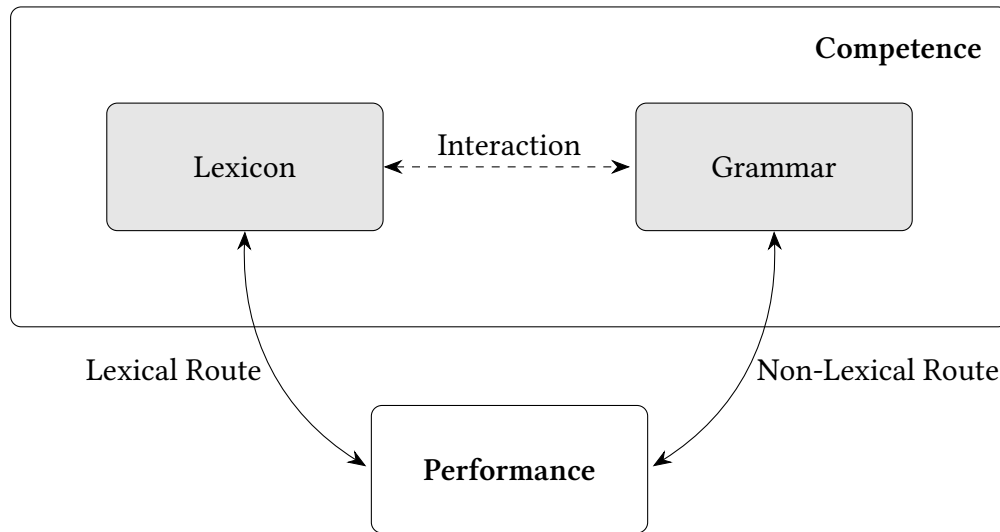 Competence
Interaction
Lexicon
Grammar
Lexical Route
Non-Lexical Route
Performance